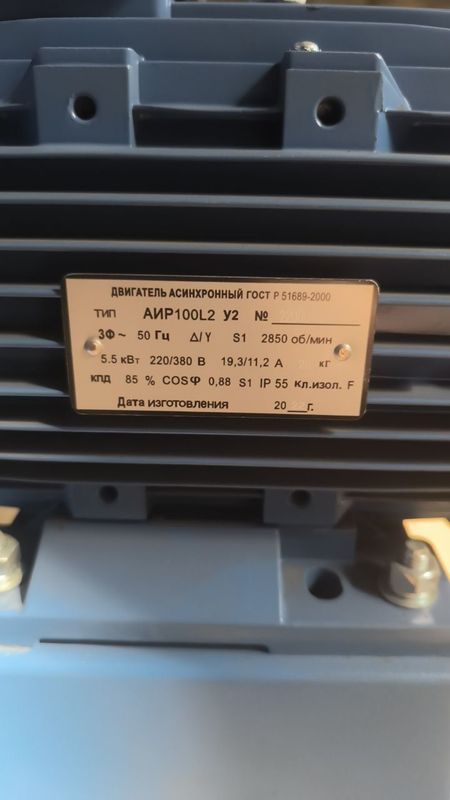 ДВИГАТЕЛЬ АСИНХРОННЫЙ ГОСТ Р 51689-2000
ТИП АИР100L2 У2 №
3Ф~ 50 Гц Δ/Y S1 2850 об/мин
5.5 кВт 220/380 В 19,3/11,2 А кг
КПД 85 % COSφ 0,88 S1 IP 55 Кл.изол. F
Дата изготовления 20 г.